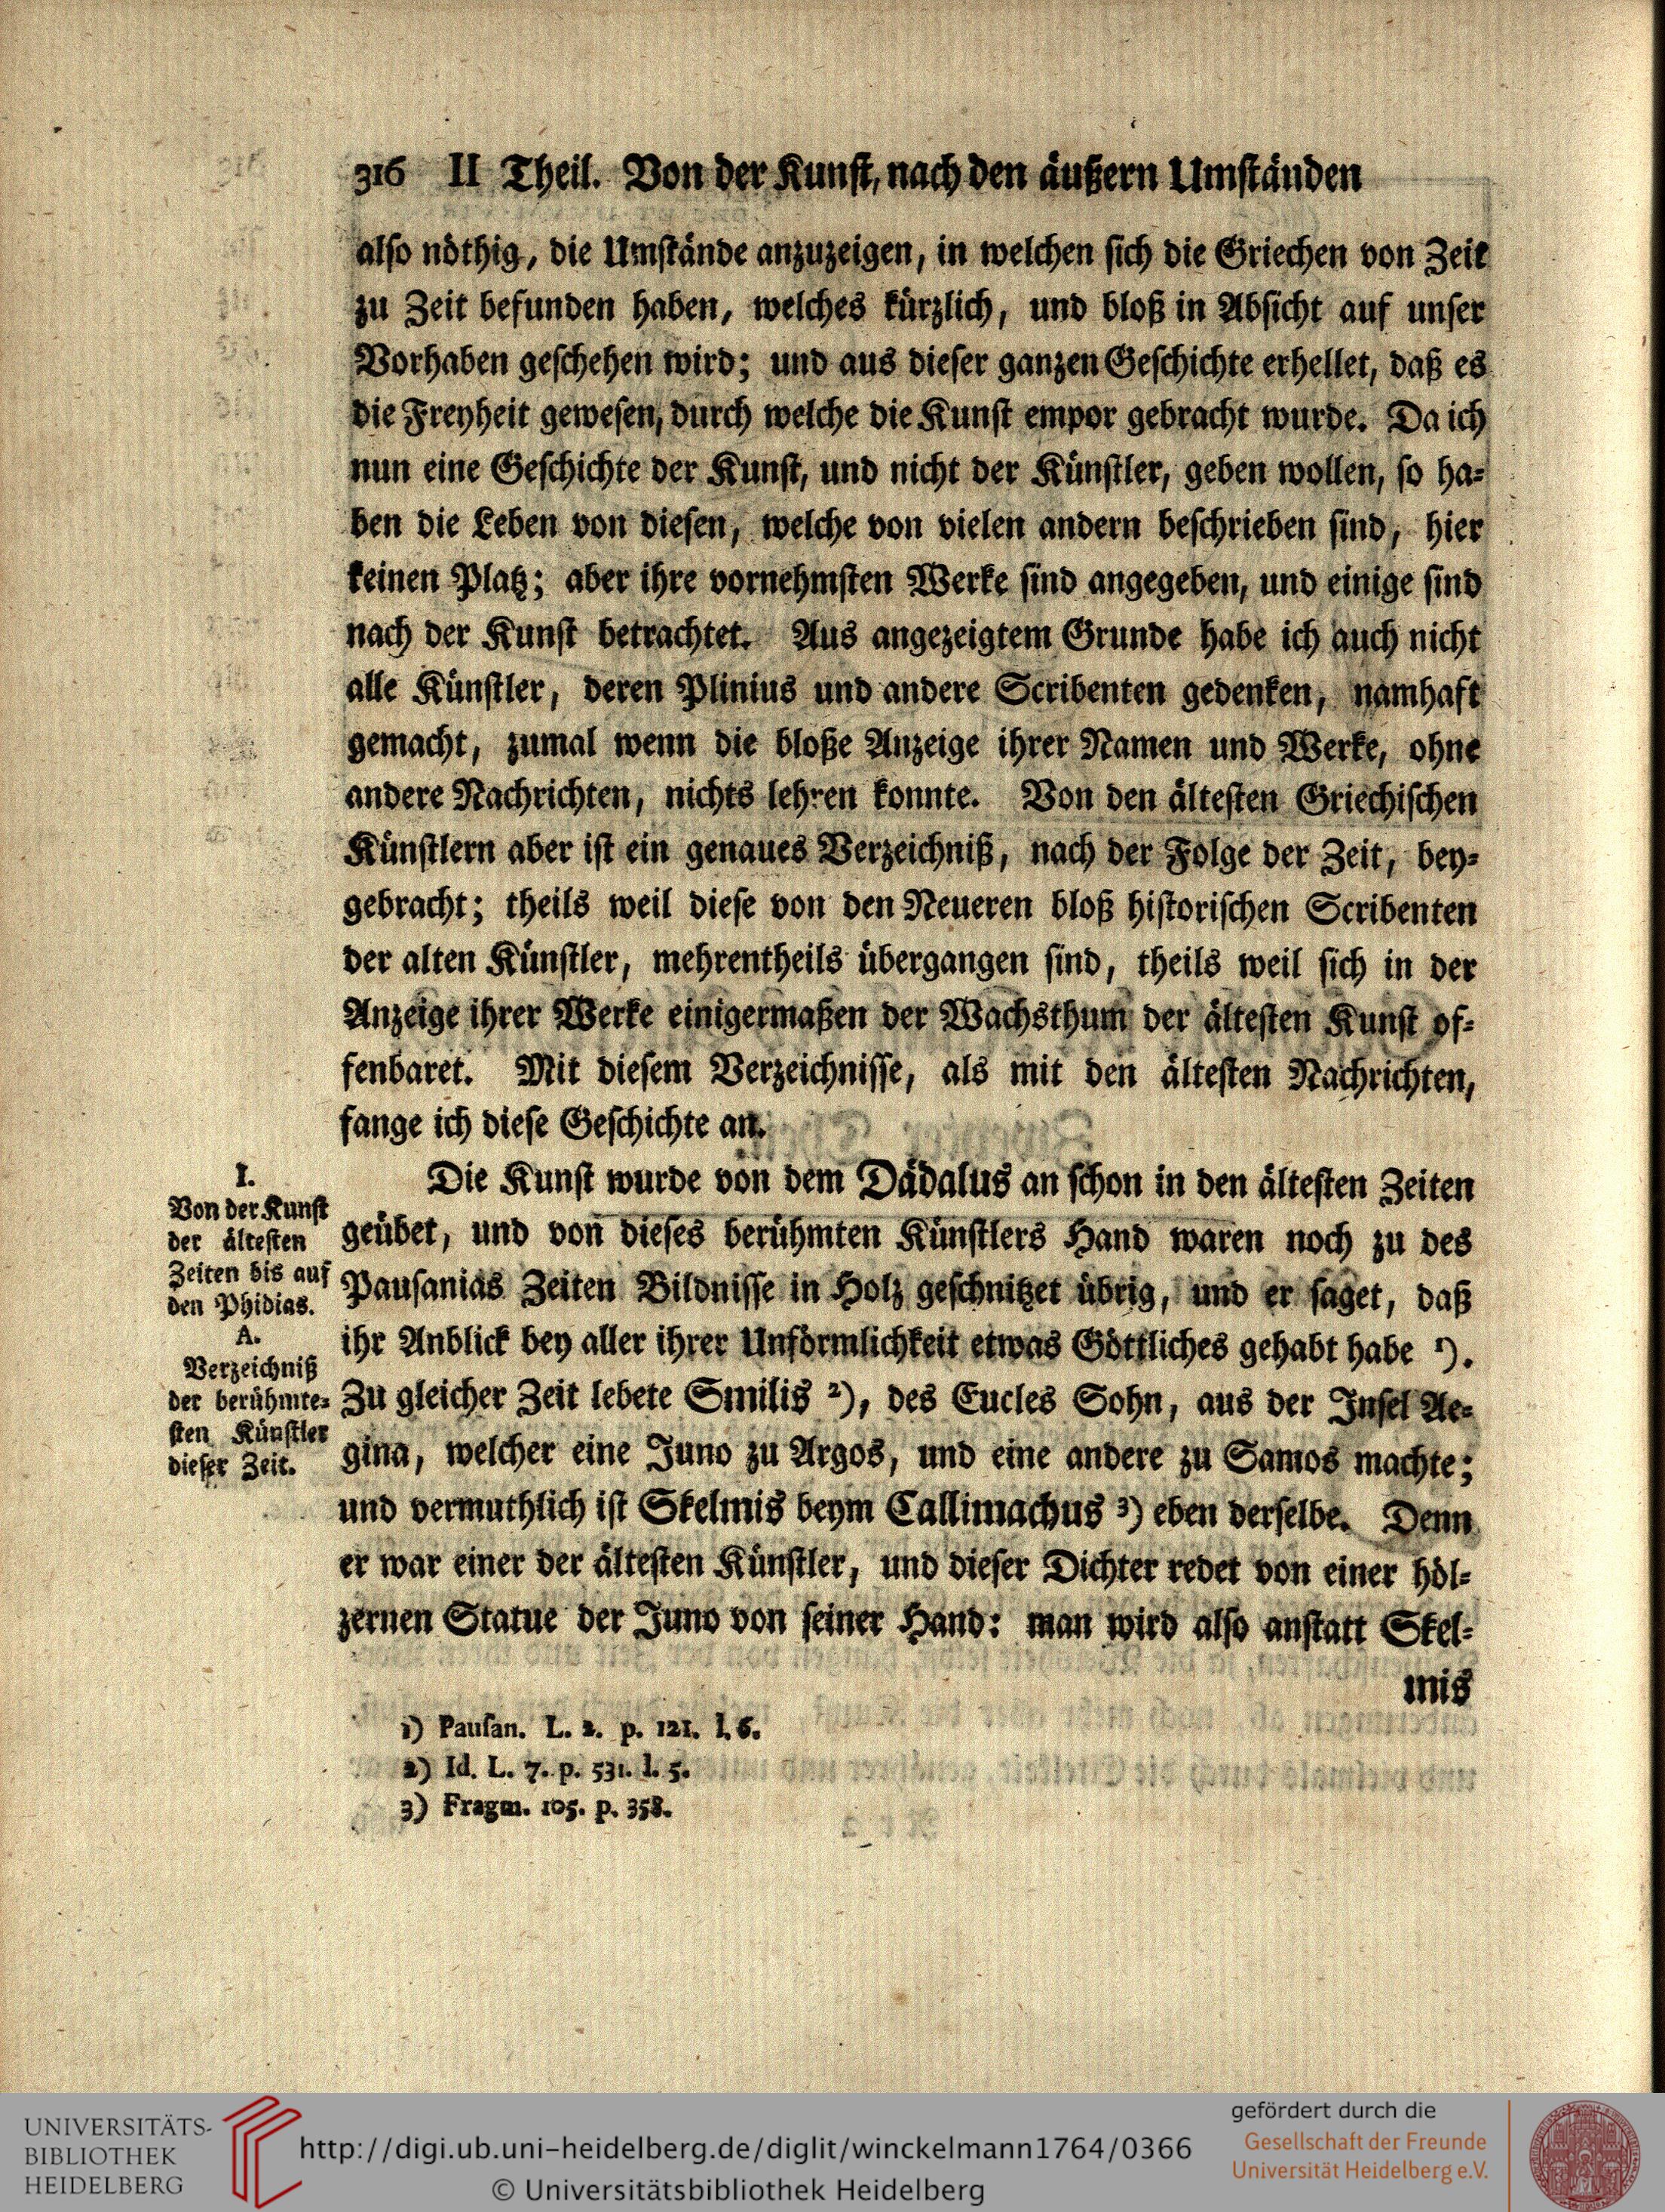 316 II Theil. Von der Kunst, nach den äußern Umständen
also nöthig, die Umstände anzuzeigen, in welchen sich die Griechen von Zeit
zu Zeit befunden haben, welches kürzlich, und bloß in Absicht auf unser
Vorhaben geschehen wird; und aus dieser ganzen Geschichte erhellet, daß es
die Freyheit gewesen, durch welche die Kunst empor gebracht wurde. Da ich
nun eine Geschichte der Kunst, und nicht der Künstler, geben wollen, so ha-
ben die Leben von diesen, welche von vielen andern beschrieben sind, hier
keinen Platz; aber ihre vornehmsten Werke sind angegeben, und einige sind
nach der Kunst betrachtet. Aus angezeigtem Grunde habe ich auch nicht
alle Künstler, deren Plinius und andere Scribenten gedenken, namhaft
gemacht, zumal wenn die bloße Anzeige ihrer Namen und Werke, ohne
andere Nachrichten, nichts lehren konnte. Von den ältesten Griechischen
Künstlern aber ist ein genaues Verzeichniß, nach der Folge der Zeit, bey-
gebracht; theils weil diese von den Neueren bloß historischen Scribenten
der alten Künstler, mehrentheils übergangen sind, theils weil sich in der
Anzeige ihrer Werke einigermaßen der Wachsthum der ältesten Kunst of-
fenbaret. Mit diesem Verzeichnisse, als mit den ältesten Nachrichten,
fange ich diese Geschichte an.
I.
Von der Kunst
der ältesten
Zeiten bis auf
den Phidias.
A.
Verzeichniß
der berühmte-
sten Künstler
dieser Zeit.
Die Kunst wurde von dem Dädalus an schon in den ältesten Zeiten
geübet, und von dieses berühmten Künstlers Hand waren noch zu des
Pausanias Zeiten Bildnisse in Holz geschnitzet übrig, und er saget, daß
ihr Anblick bey aller ihrer Unförmlichkeit etwas Göttliches gehabt habe 1).
Zu gleicher Zeit lebete Smilis 2), des Eucles Sohn, aus der Insel Ae-
gina, welcher eine Juno zu Argos, und eine andere zu Samos machte;
und vermuthlich ist Skelmis beym Callimachus 3) eben derselbe. Denn
er war einer der ältesten Künstler, und dieser Dichter redet von einer höl-
zernen Statue der Juno von seiner Hand: man wird also anstatt Skel-
mis
1) Pausan. L. 2. p. 121. l. 6.
2) Id. L. 7. p. 531. l. 5.
3) Fragm. 105. p. 358.
UNIVERSITÄTS-
BIBLIOTHEK
HEIDELBERG
http://digi.ub.uni-heidelberg.de/diglit/winckelmann1764/0366
© Universitätsbibliothek Heidelberg
gefördert durch die
Gesellschaft der Freunde
Universität Heidelberg e.V.